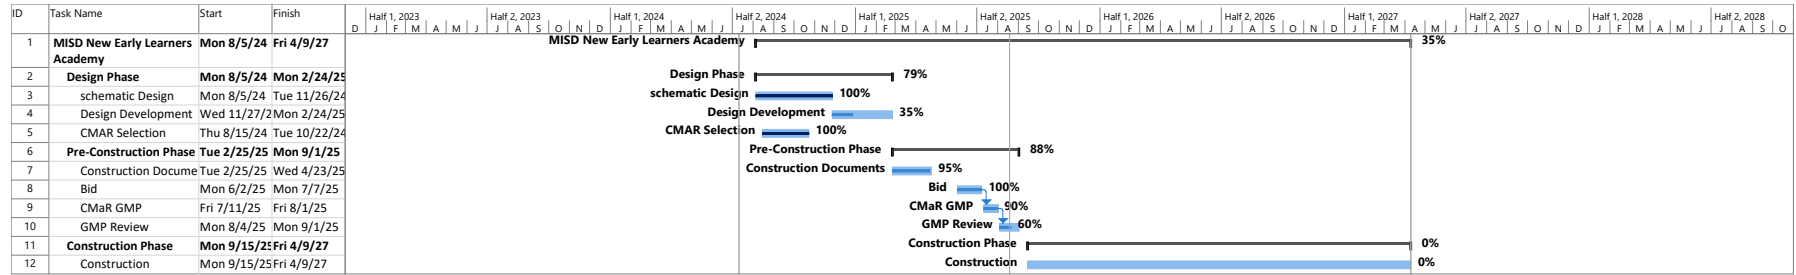 ID Task Name Start Finish Half 1, 2023 Half 2, 2023 Half 1, 2024 Half 2, 2024 Half 1, 2025 Half 2, 2025 Half 1, 2026 Half 2, 2026 Half 1, 2027 Half 2, 2027 Half 1, 2028 Half 2, 2028
D J F M A M J J A S O N D J F M A M J J A S O N D J F M A M J J A S O N D J F M A M J J A S O N D J F M A M J J A S O N D J F M A M J J A S O
1 MISD New Early Learners Mon 8/5/24 Fri 4/9/27 MISD New Early Learners Academy 35%
Academy
2 Design Phase Mon 8/5/24 Mon 2/24/25 Design Phase 79%
3 schematic Design Mon 8/5/24 Tue 11/26/24 schematic Design 100%
4 Design Development Wed 11/27/2 Mon 2/24/25 Design Development 35%
5 CMAR Selection Thu 8/15/24 Tue 10/22/24 CMAR Selection 100%
6 Pre-Construction Phase Tue 2/25/25 Mon 9/1/25 Pre-Construction Phase 88%
7 Construction Docume Tue 2/25/25 Wed 4/23/25 Construction Documents 95%
8 Bid Mon 6/2/25 Mon 7/7/25 Bid 100%
9 CMaR GMP Fri 7/11/25 Fri 8/1/25 CMaR GMP 90%
10 GMP Review Mon 8/4/25 Mon 9/1/25 GMP Review 60%
11 Construction Phase Mon 9/15/25 Fri 4/9/27 Construction Phase 0%
12 Construction Mon 9/15/25 Fri 4/9/27 Construction 0%